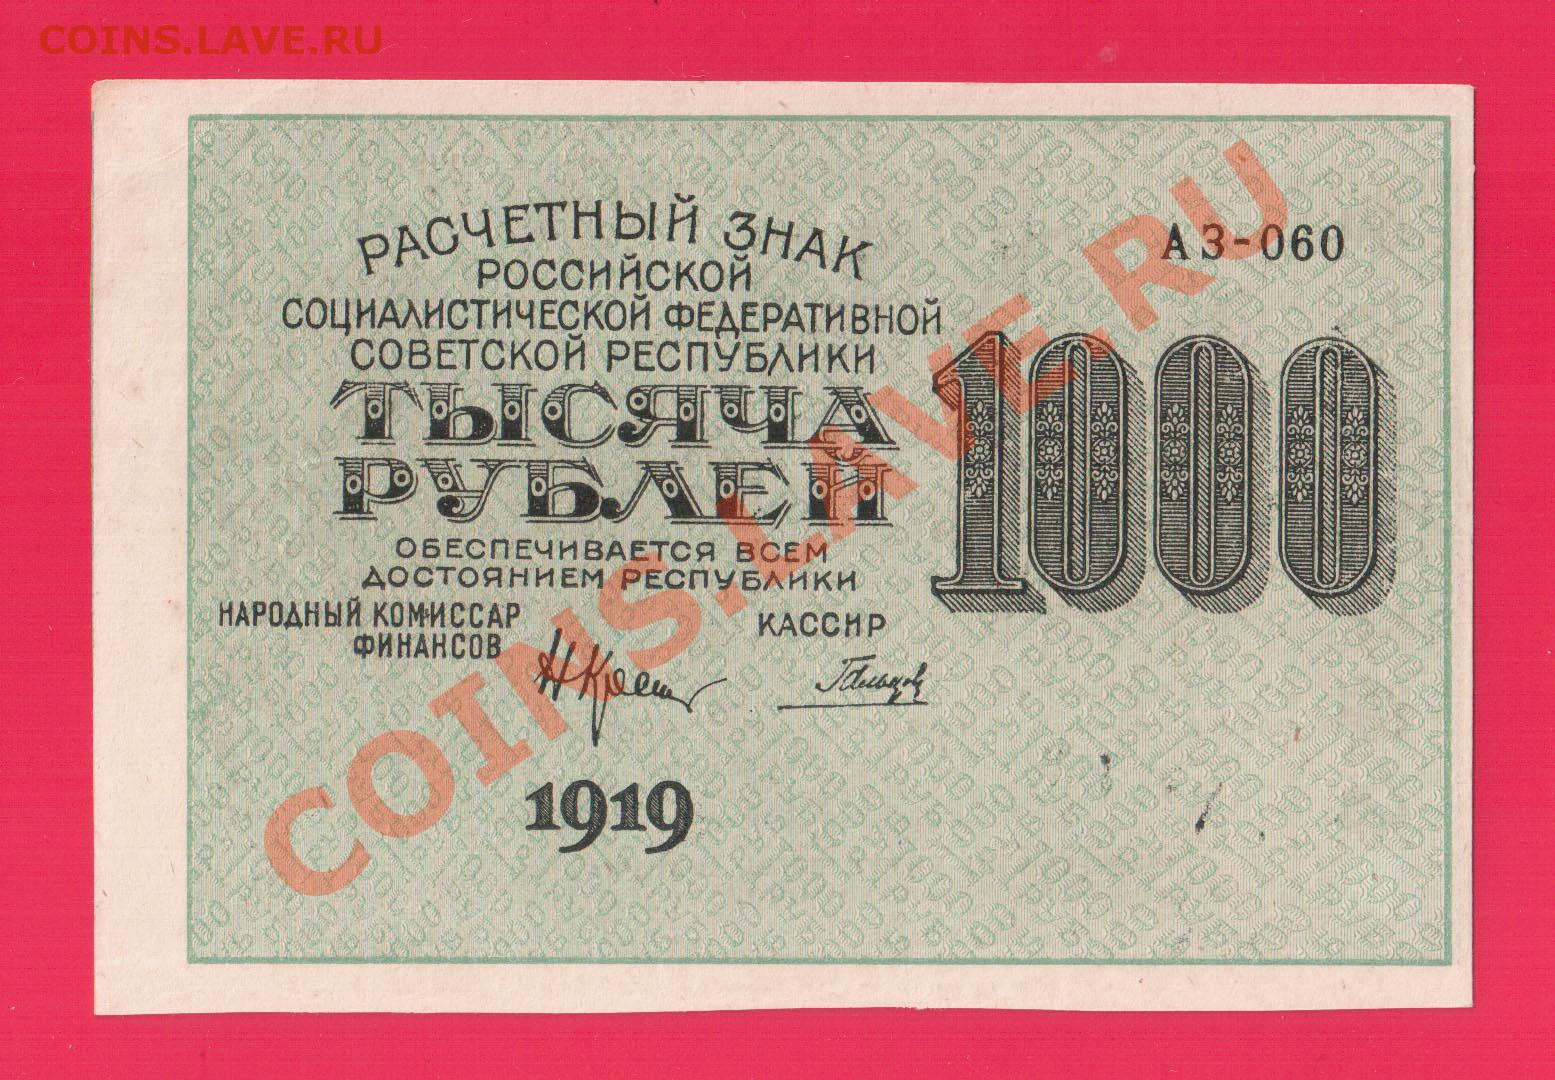 COINS.LAVE.RU
РАСЧЕТНЫЙ ЗНАК
РОССИЙСКОЙ
СОЦИАЛИСТИЧЕСКОЙ ФЕДЕРАТИВНОЙ
СОВЕТСКОЙ РЕСПУБЛИКИ
АЗ-060
ТЫСЯЧА
РУБЛЕЙ
1000
ОБЕСПЕЧИВАЕТСЯ ВСЕМ
ДОСТОЯНИЕМ РЕСПУБЛИКИ
НАРОДНЫЙ КОМИССАР
ФИНАНСОВ
КАССИР
Гальцов
1919
COINS.LAVE.RU